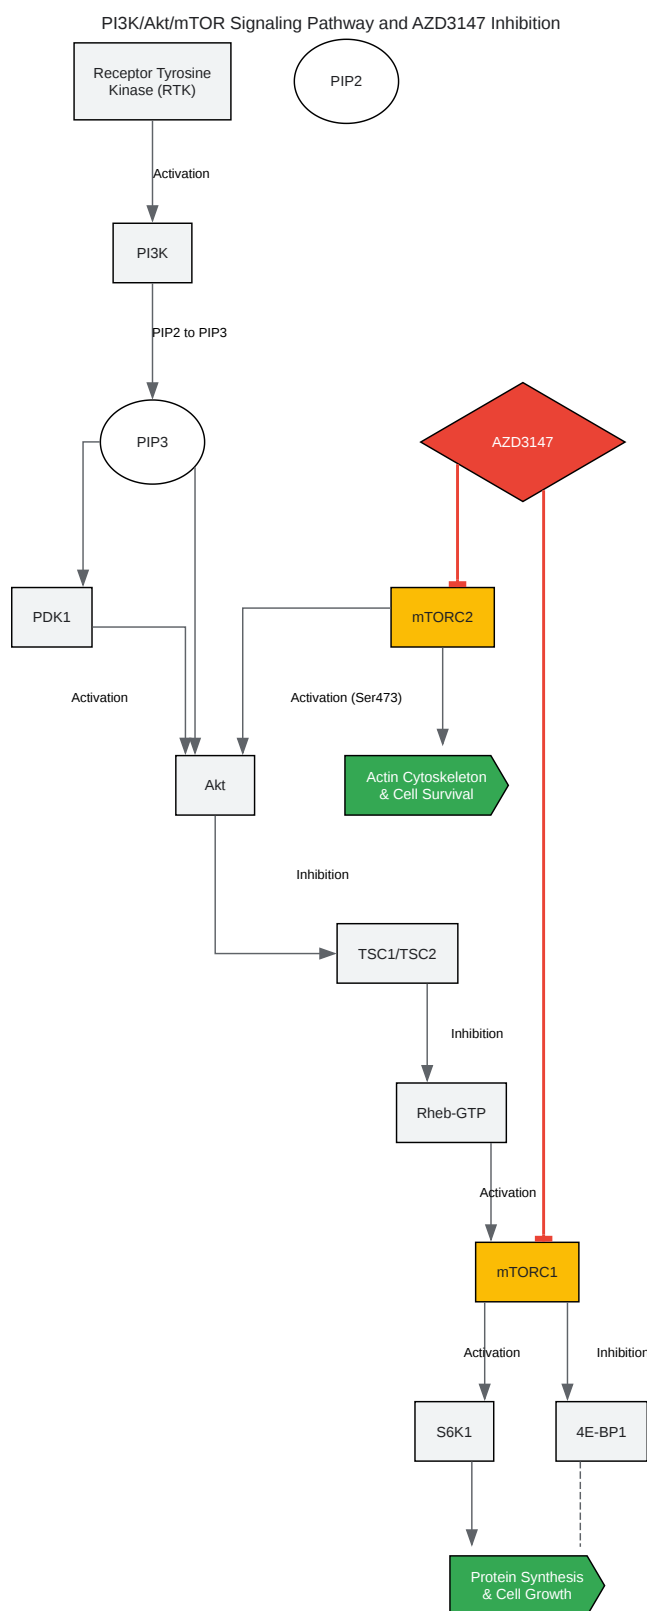 PI3K/Akt/mTOR Signaling Pathway and AZD3147 Inhibition
Receptor Tyrosine
Kinase (RTK)
PIP2
Activation
PI3K
PIP2 to PIP3
PIP3
AZD3147
PDK1
mTORC2
Activation
Activation (Ser473)
Akt
Actin Cytoskeleton
& Cell Survival
Inhibition
TSC1/TSC2
Inhibition
Rheb-GTP
Activation
mTORC1
Activation
Inhibition
S6K1
4E-BP1
Protein Synthesis
& Cell Growth